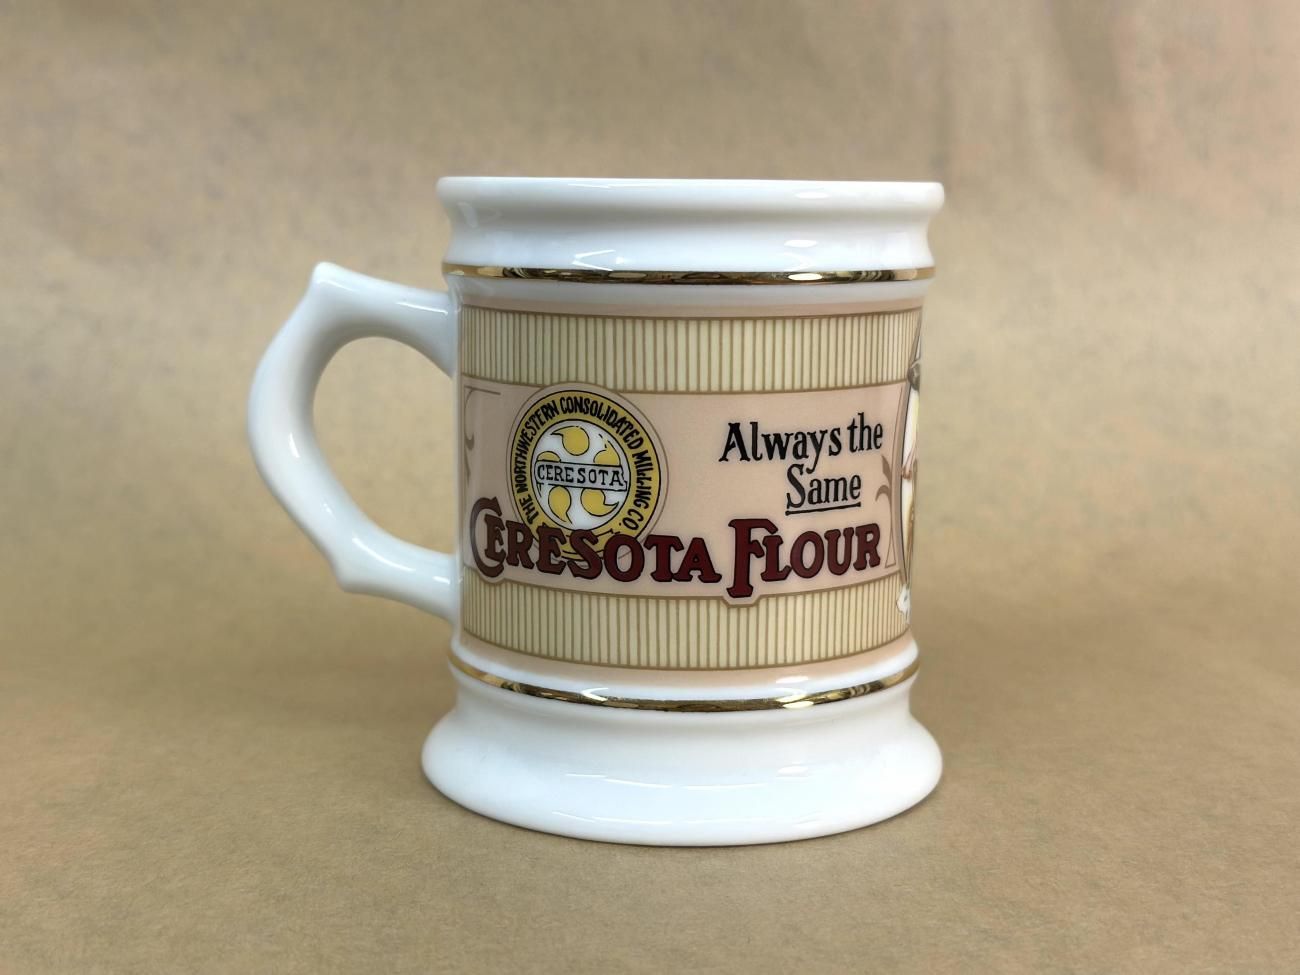 THE NORTHWESTERN CONSOLIDATED MILLING CO.
CERESOTA
Always the
Same
CERESOTA FLOUR